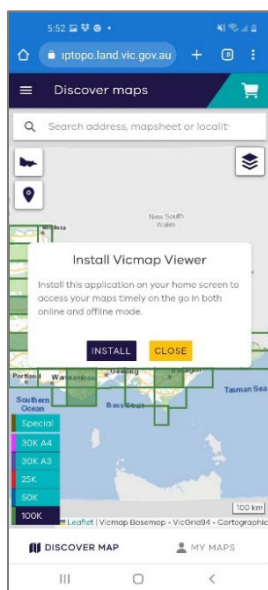 5:52
iptopo.land.vic.gov.au
Discover maps
Search address, mapsheet or localit
New South
Wales
Install Vicmap Viewer
Install this application on your home screen to
access your maps timely on the go in both
online and offline mode.
INSTALL
CLOSE
Portland
Warrnambool
Geelong
Tasman Sea
Southern
Ocean
Bass Strait
Special
30K A4
30K A3
25K
50K
100K
100 km
Leaflet | Vicmap Basemap - VicGrid94 - Cartographic
DISCOVER MAP
MY MAPS